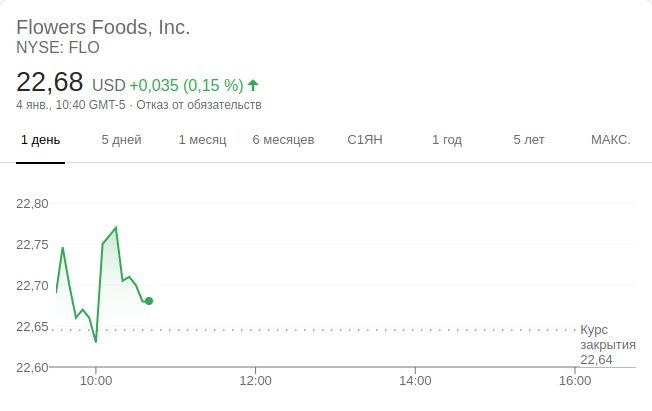 Flowers Foods, Inc.
NYSE: FLO
22,68 USD +0,035 (0,15 %)
4 янв., 10:40 GMT-5 · Отказ от обязательств
1 день 5 дней 1 месяц 6 месяцев С1ЯН 1 год 5 лет МАКС.
22,80
22,75
22,70
22,65
Курс
закрытия
22,64
22,60
10:00 12:00 14:00 16:00